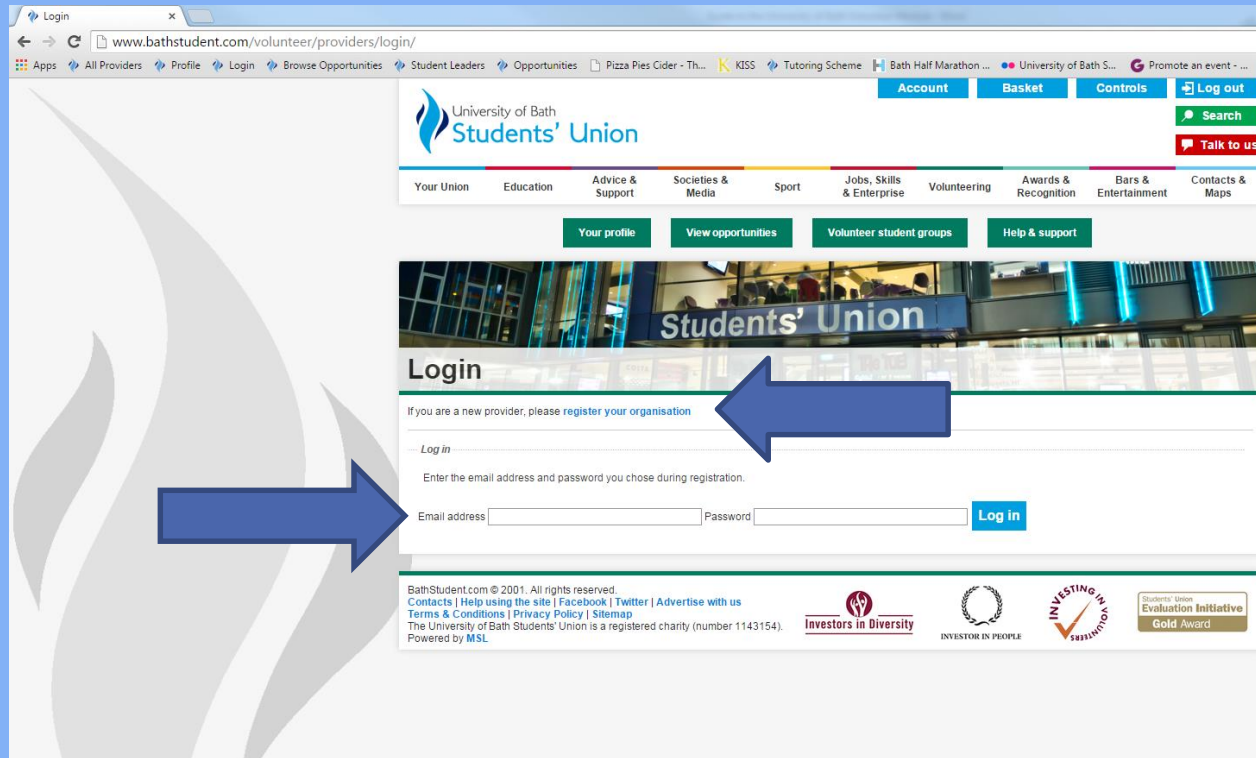 Login
www.bathstudent.com/volunteer/providers/login/
Apps All Providers Profile Login Browse Opportunities Student Leaders Opportunities Pizza Pies Cider - Th... KISS Tutoring Scheme Bath Half Marathon ... University of Bath S... Promote an event - ...
Account Basket Controls Log out
Search
Talk to us
University of Bath
Students' Union
Your Union Education Advice & Support Societies & Media Sport Jobs, Skills & Enterprise Volunteering Awards & Recognition Bars & Entertainment Contacts & Maps
Your profile View opportunities Volunteer student groups Help & support
Students' Union
Login
If you are a new provider, please register your organisation
Log in
Enter the email address and password you chose during registration.
Email address Password Log in
BathStudent.com © 2001. All rights reserved.
Contacts | Help using the site | Facebook | Twitter | Advertise with us
Terms & Conditions | Privacy Policy | Sitemap
The University of Bath Students' Union is a registered charity (number 1143154).
Powered by MSL
Investors in Diversity
INVESTOR IN PEOPLE
INVESTING IN VOLUNTEERS
Students' Union
Evaluation Initiative
Gold Award